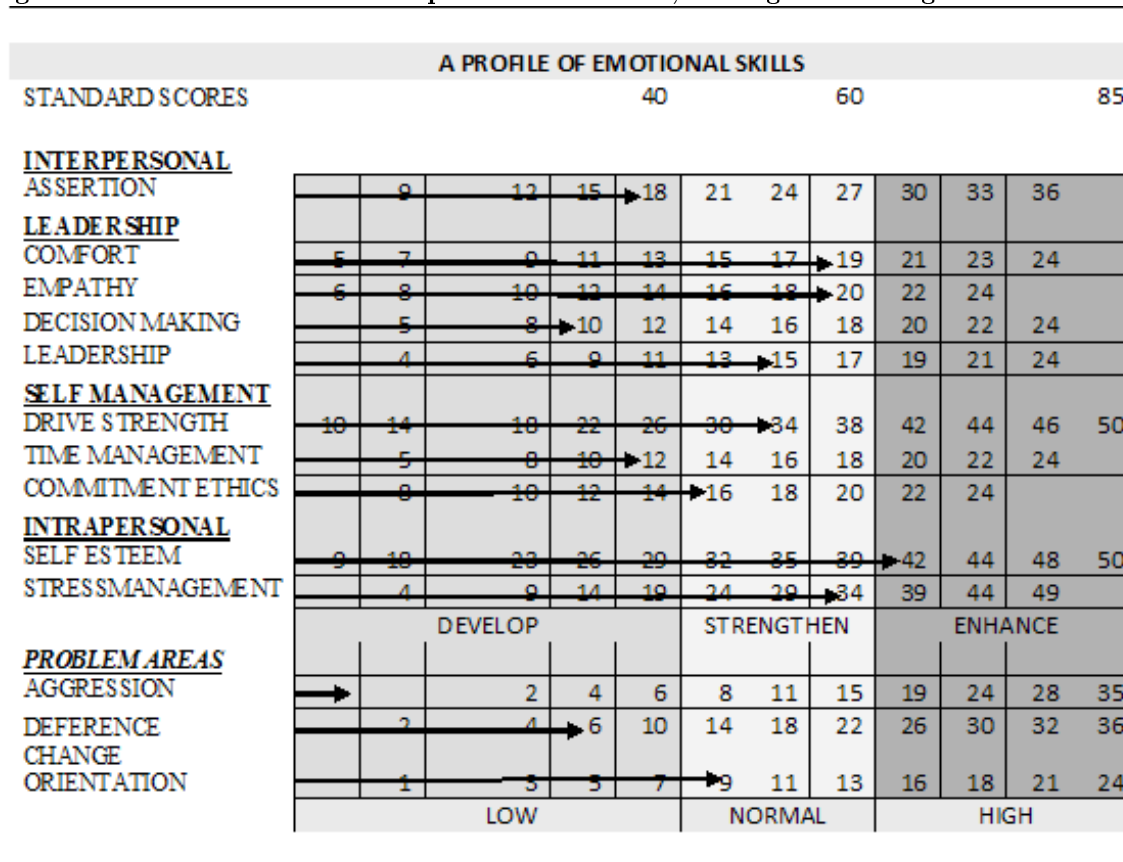 A PROFILE OF EMOTIONAL SKILLS
STANDARD SCORES 40 60 85
INTERPERSONAL
ASSERTION 9 12 15 18 21 24 27 30 33 36
LEADERSHIP
COMFORT 5 7 9 11 13 15 17 19 21 23 24
EMPATHY 6 8 10 12 14 16 18 20 22 24
DECISION MAKING 5 8 10 12 14 16 18 20 22 24
LEADERSHIP 4 6 9 11 13 15 17 19 21 24
SELF MANAGEMENT
DRIVE STRENGTH 10 14 18 22 26 30 34 38 42 44 46 50
TIME MANAGEMENT 5 8 10 12 14 16 18 20 22 24
COMMITMENT ETHICS 8 10 12 14 16 18 20 22 24
INTRAPERSONAL
SELF ESTEEM 9 18 23 26 29 32 35 39 42 44 48 50
STRESSMANAGEMENT 4 9 14 19 24 29 34 39 44 49
DEVELOP STRENGTHEN ENHANCE
PROBLEM AREAS
AGGRESSION 2 4 6 8 11 15 19 24 28 35
DEFERENCE 2 4 6 10 14 18 22 26 30 32 36
CHANGE
ORIENTATION 1 3 5 7 9 11 13 16 18 21 24
LOW NORMAL HIGH